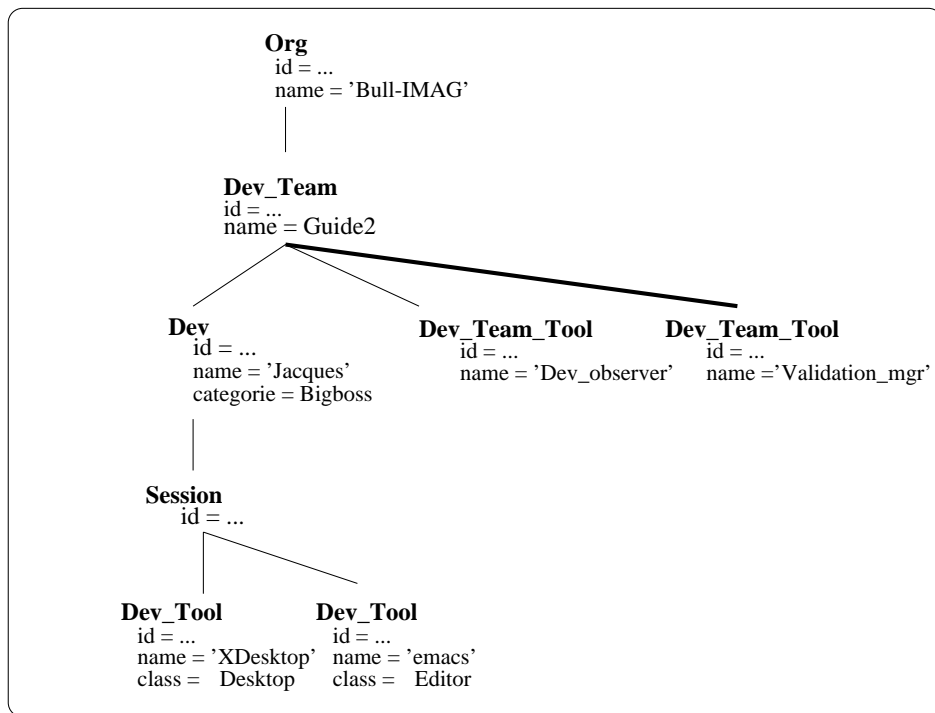 Org
id = ...
name = ’Bull-IMAG’
Dev_Team
id = ...
name = Guide2
Dev
id = ...
name = ’Jacques’
categorie = Bigboss
Dev_Team_Tool
id = ...
name = ’Dev_observer’
Dev_Team_Tool
id = ...
name =’Validation_mgr’
Session
id = ...
Dev_Tool
id = ...
name = ’XDesktop’
class = Desktop
Dev_Tool
id = ...
name = ’emacs’
class = Editor